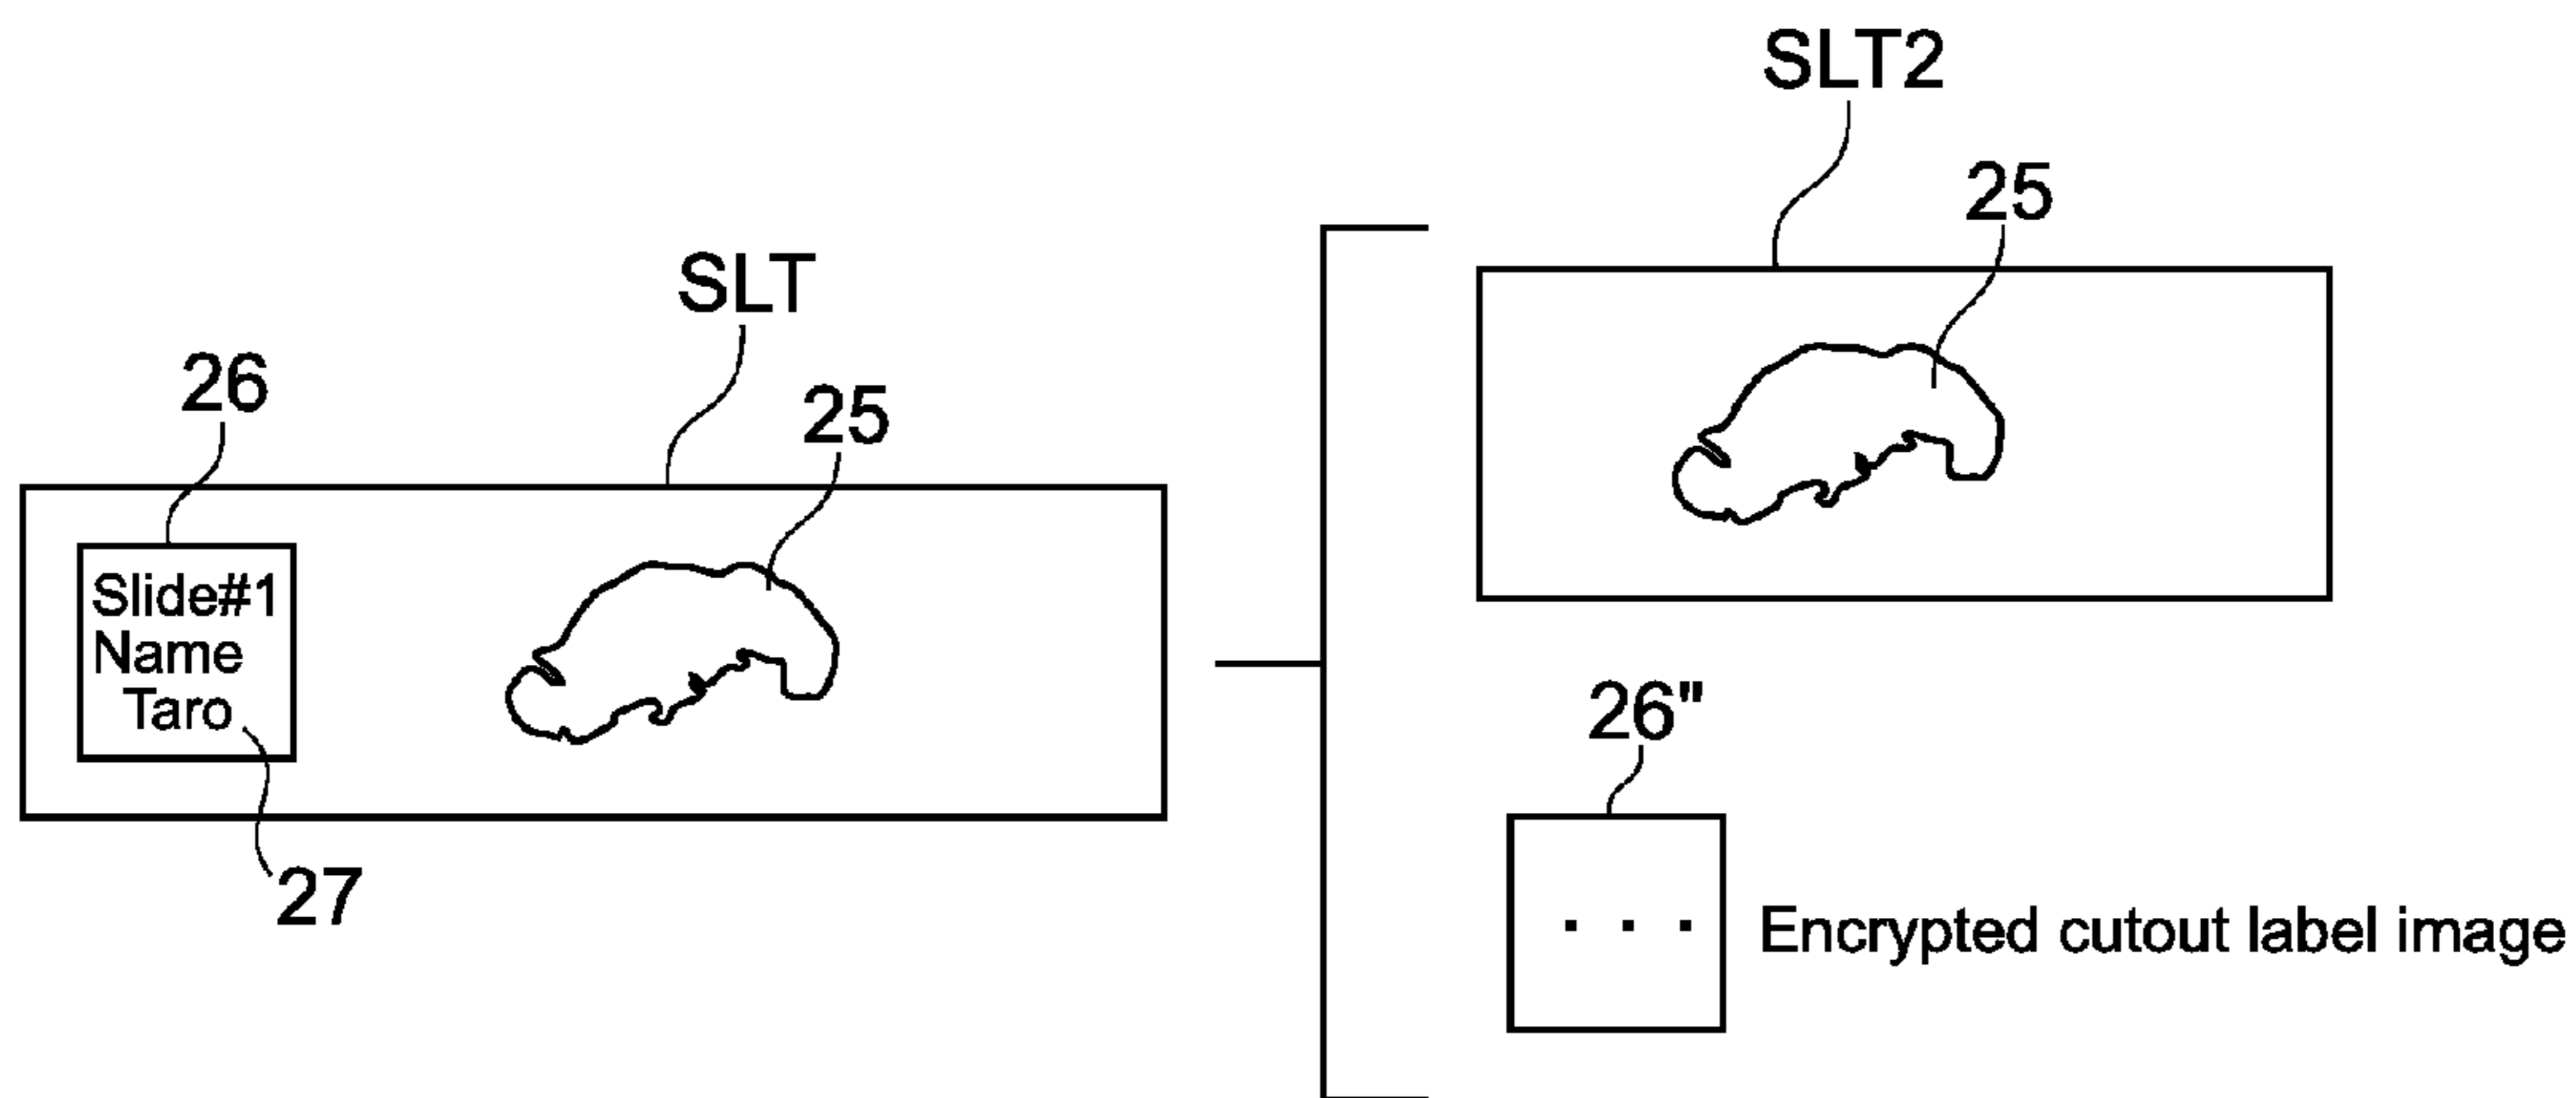 SLT
26
25
Slide#1
Name
Taro
27
SLT2
25
26"
. . .
Encrypted cutout label image